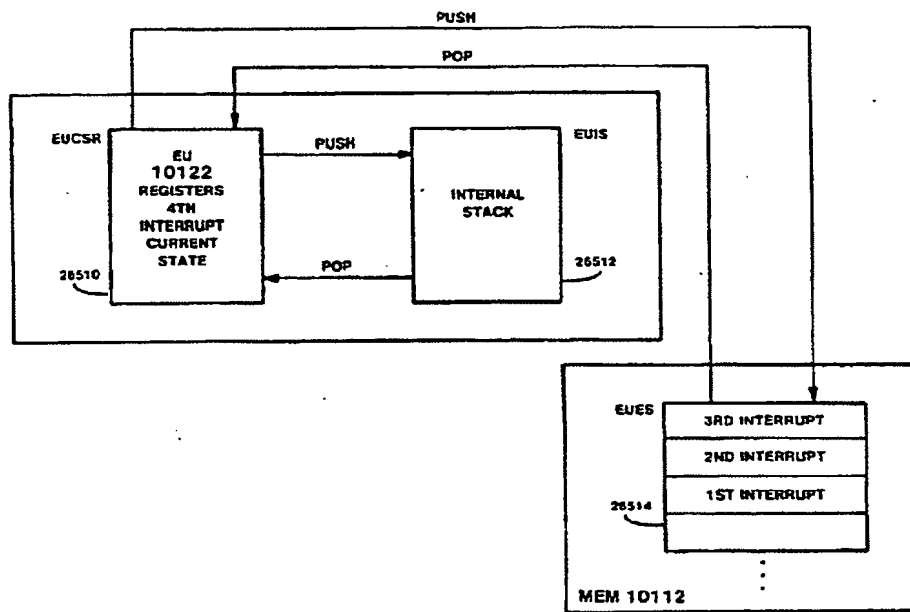 PUSH
POP
EUCSR
EU
10122
REGISTERS
4TH
INTERRUPT
CURRENT
STATE
PUSH
POP
EUIS
INTERNAL
STACK
26510
26512
EUES
3RD INTERRUPT
2ND INTERRUPT
1ST INTERRUPT
26514
MEM 10112